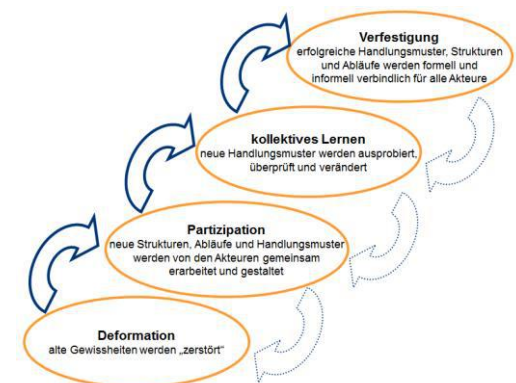 Verfestigung
erfolgreiche Handlungsmuster, Strukturen
und Abläufe werden formell und
informell verbindlich für alle Akteure
kollektives Lernen
neue Handlungsmuster werden ausprobiert,
überprüft und verändert
Partizipation
neue Strukturen, Abläufe und Handlungsmuster
werden von den Akteuren gemeinsam
erarbeitet und gestaltet
Deformation
alte Gewissheiten werden „zerstört“